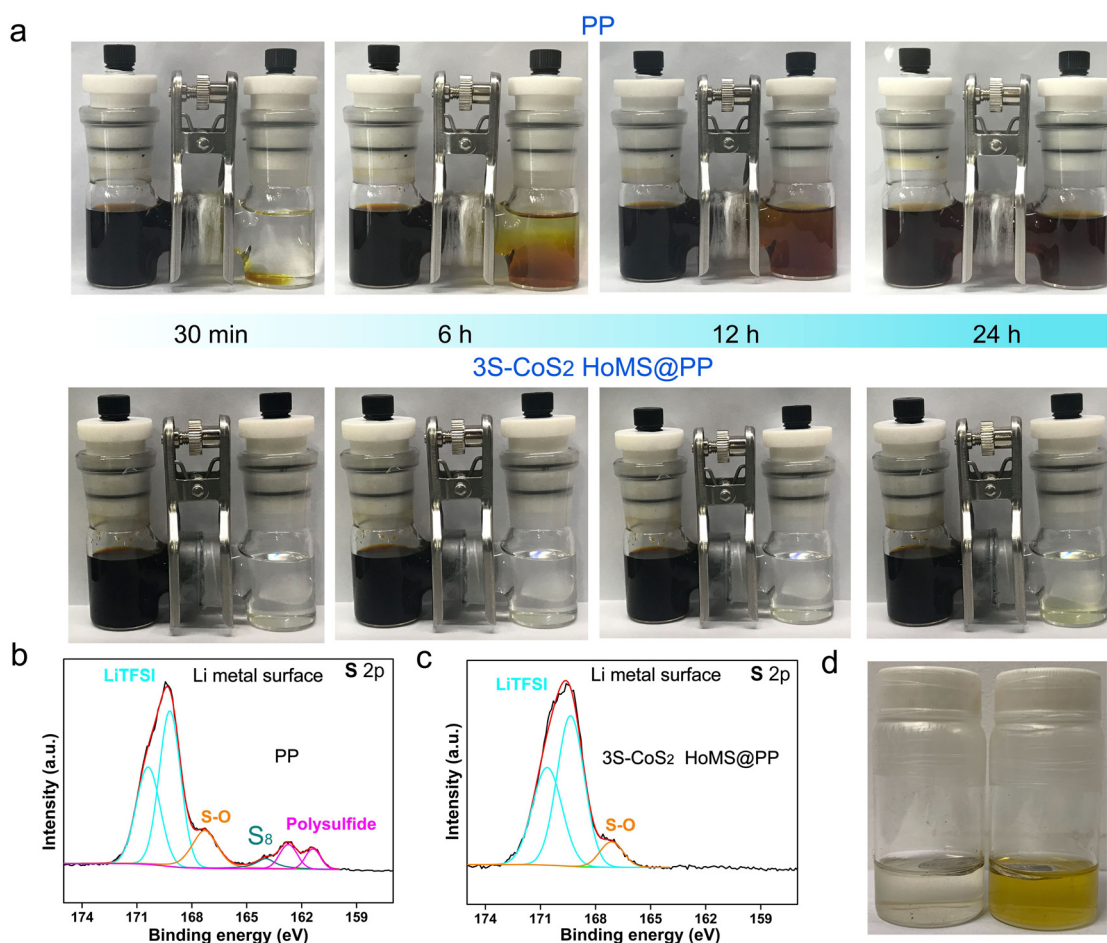 a
PP
30 min
6 h
12 h
24 h
3S-CoS2 HoMS@PP
b
LiTFSI
Li metal surface
S 2p
PP
S-O
S8
Polysulfide
Intensity (a.u.)
174 171 168 165 162 159
Binding energy (eV)
c
LiTFSI
Li metal surface
S 2p
3S-CoS2 HoMS@PP
S-O
Intensity (a.u.)
174 171 168 165 162 159
Binding energy (eV)
d